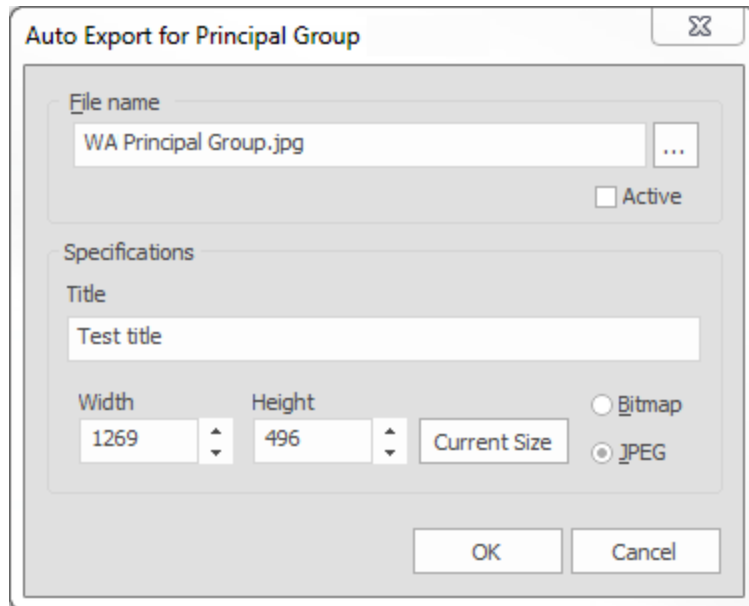 Auto Export for Principal Group
File name
WA Principal Group.jpg
...
Active
Specifications
Title
Test title
Width Height
1269 496 Current Size
Bitmap
JPEG
OK Cancel